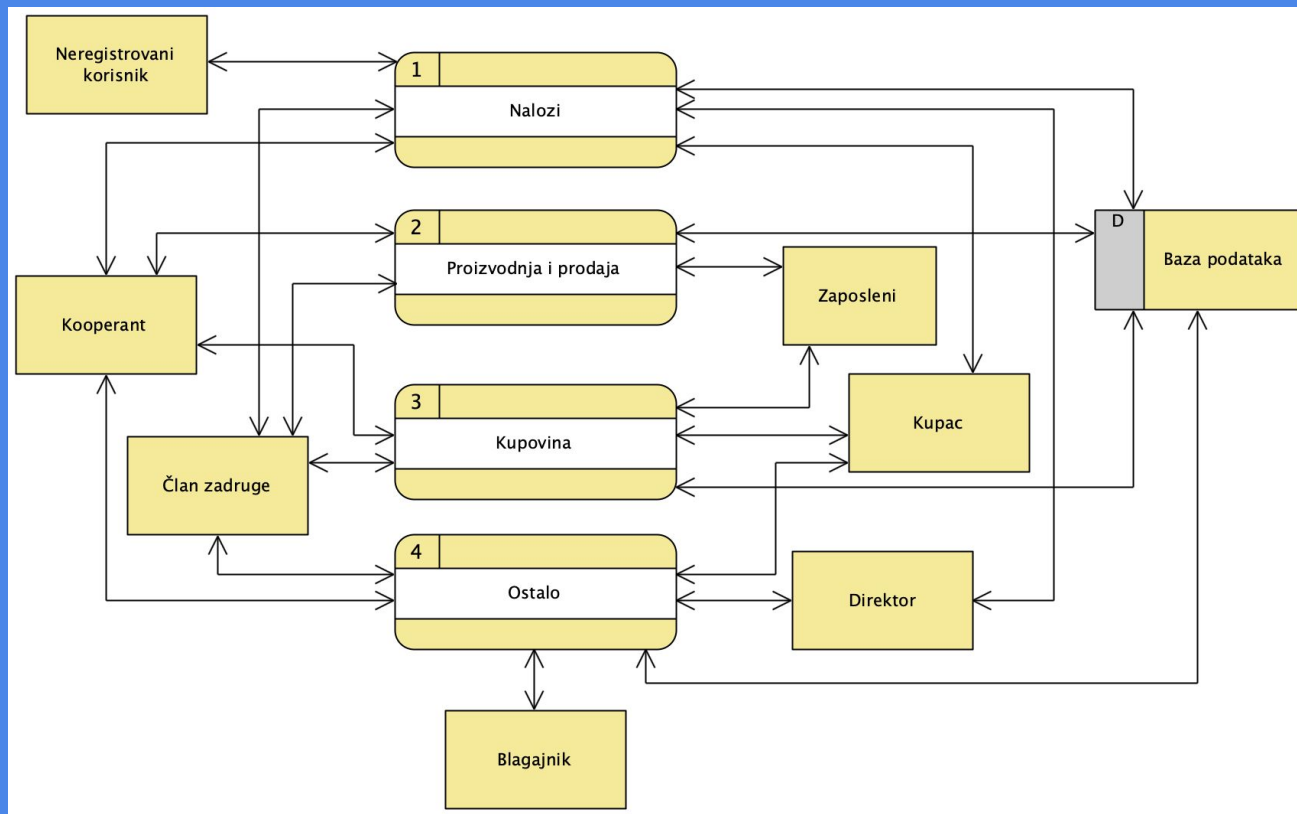 Neregistrovani
korisnik
1
Nalozi
2
Proizvodnja i prodaja
D
Baza podataka
Zaposleni
Kooperant
3
Kupovina
Kupac
Član zadruge
4
Ostalo
Direktor
Blagajnik